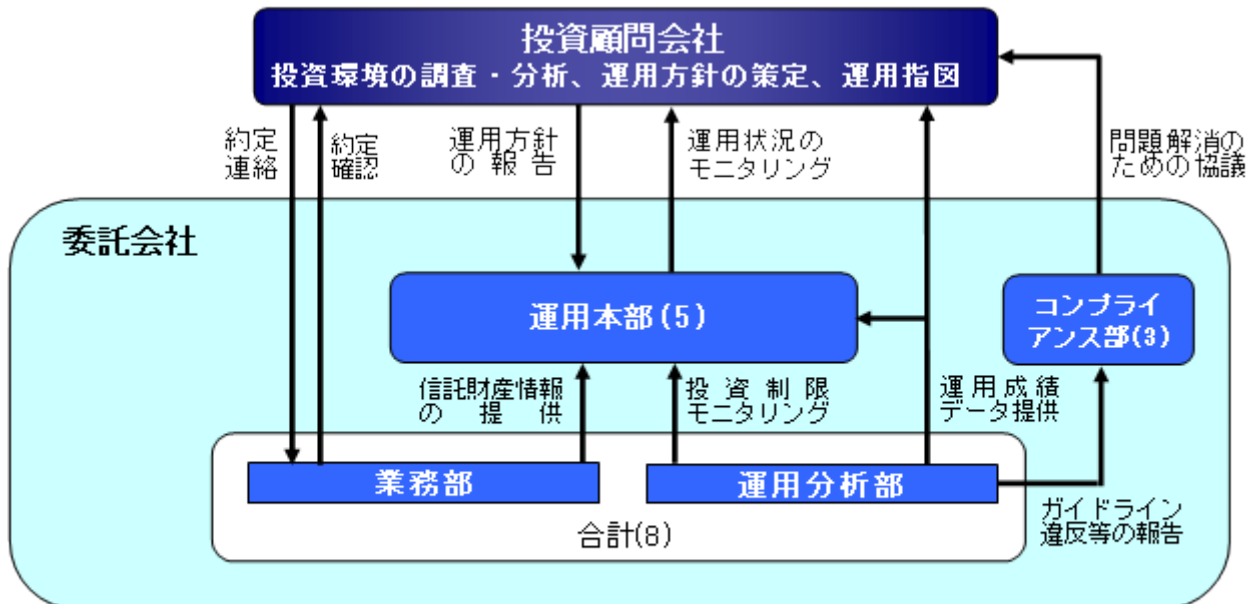 投資顧問会社
投資環境の調査・分析、運用方針の策定、運用指図
約定
連絡
約定
確認
運用方針
の報告
運用状況の
モニタリング
問題解消の
ための協議
委託会社
運用本部(5)
コンプライ
アンス部(3)
信託財産情報
の提供
投資制限
モニタリング
運用成績
データ提供
業務部
運用分析部
合計(8)
ガイドライン
違反等の報告